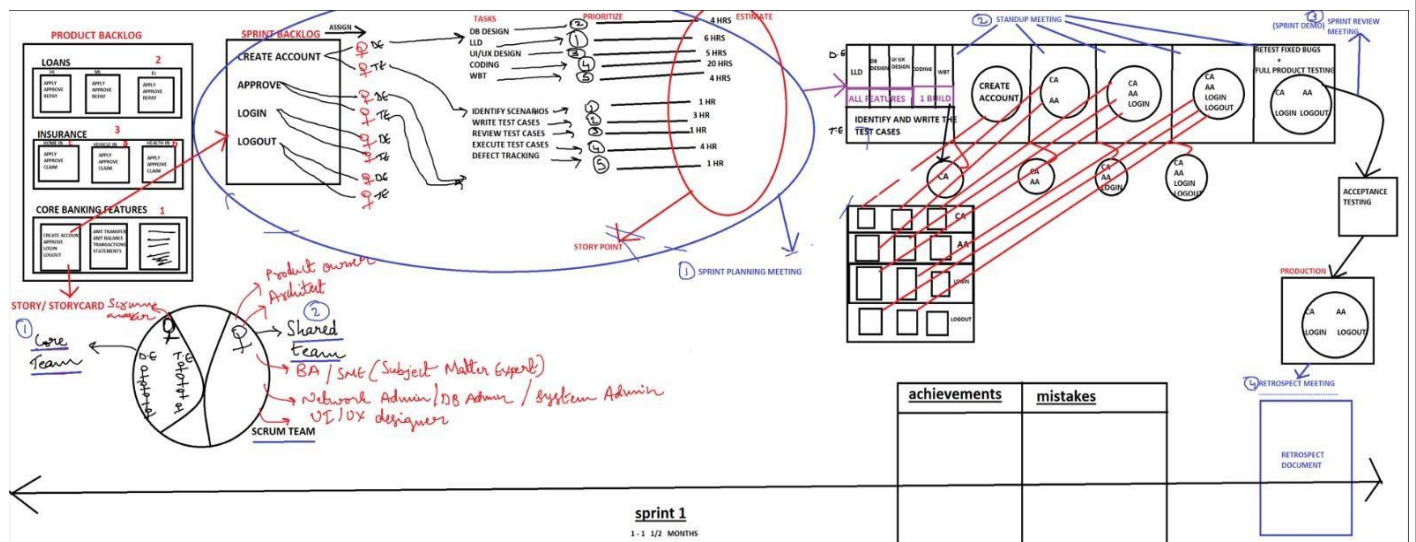 PRODUCT BACKLOG
LOANS
2
HL
APPLY
APPROVE
REPAY
APPLY
APPROVE
REPAY
APPLY
APPROVE
REPAY
INSURANCE
3
HOME IN
APPLY
APPROVE
CLAIM
VEHICLE IN
APPLY
APPROVE
CLAIM
HEALTH IN
APPLY
APPROVE
CLAIM
CORE BANKING FEATURES
1
CREATE ACCOUNT
APPROVE
LOGIN
LOGOUT
AMT TRANSFER
AMT BALANCE
TRANSACTIONS
STATEMENTS
STORY/ STORYCARD
SPRINT BACKLOG
ASSIGN
CREATE ACCOUNT
APPROVE
LOGIN
LOGOUT
DE
TE
DE
TE
DE
TE
DE
TE
TASKS
PRIORITIZE
ESTIMATE
DB DESIGN
2
4 HRS
LLD
1
6 HRS
UI/UX DESIGN
3
5 HRS
CODING
4
20 HRS
WBT
5
4 HRS
IDENTIFY SCENARIOS
1
1 HR
WRITE TEST CASES
2
3 HR
REVIEW TEST CASES
3
1 HR
EXECUTE TEST CASES
4
4 HR
DEFECT TRACKING
5
1 HR
STORY POINT
1 SPRINT PLANNING MEETING
2 STANDUP MEETING
3
(SPRINT DEMO)
SPRINT REVIEW
MEETING
D.E
LLD
DB
DESIGN
UI UX
DESIGN
CODING
WBT
ALL FEATURES
1 BUILD
T.E
IDENTIFY AND WRITE THE
TEST CASES
CREATE
ACCOUNT
CA
AA
CA
AA
LOGIN
CA
AA
LOGIN
LOGOUT
RETEST FIXED BUGS
+
FULL PRODUCT TESTING
CA
AA
LOGIN LOGOUT
CA
CA
AA
CA
AA
LOGIN
CA
AA
LOGIN
LOGOUT
CA
AA
LOGIN
LOGOUT
ACCEPTANCE
TESTING
PRODUCTION
CA AA
LOGIN LOGOUT
4 RETROSPECT MEETING
RETROSPECT
DOCUMENT
1
Core
Team
D.E
T.E
2
Shared
team
Product owner
Architect
BA / SME (Subject Matter Expert)
Network Admin / DB Admin / System Admin
UI/UX designer
SCRUM TEAM
achievements
mistakes
sprint 1
1 - 1 1/2 MONTHS